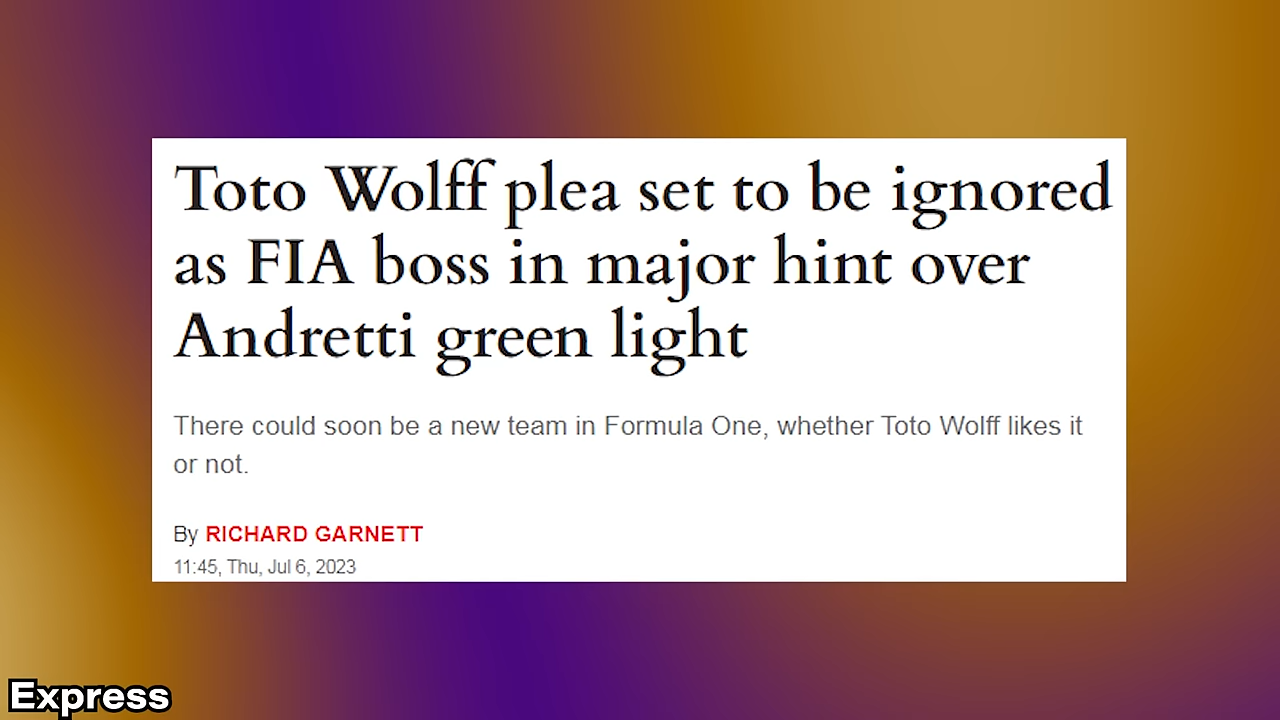 Toto Wolff plea set to be ignored
as FIA boss in major hint over
Andretti green light
There could soon be a new team in Formula One, whether Toto Wolff likes it
or not.
By RICHARD GARNETT
11:45, Thu, Jul 6, 2023
Express